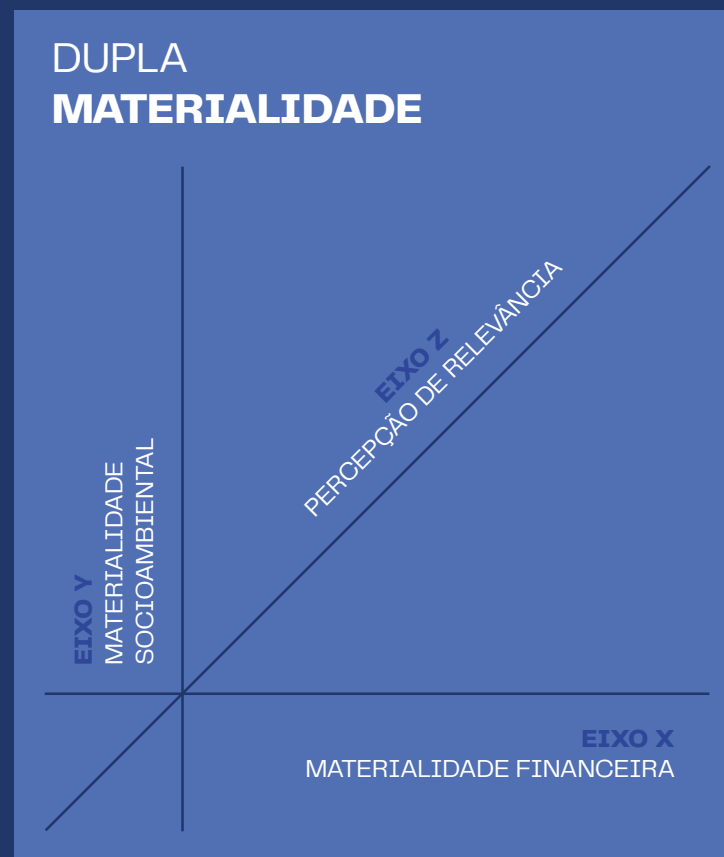 DUPLA
MATERIALIDADE
EIXO Z
PERCEPÇÃO DE RELEVÂNCIA
EIXO Y
MATERIALIDADE
SOCIOAMBIENTAL
EIXO X
MATERIALIDADE FINANCEIRA